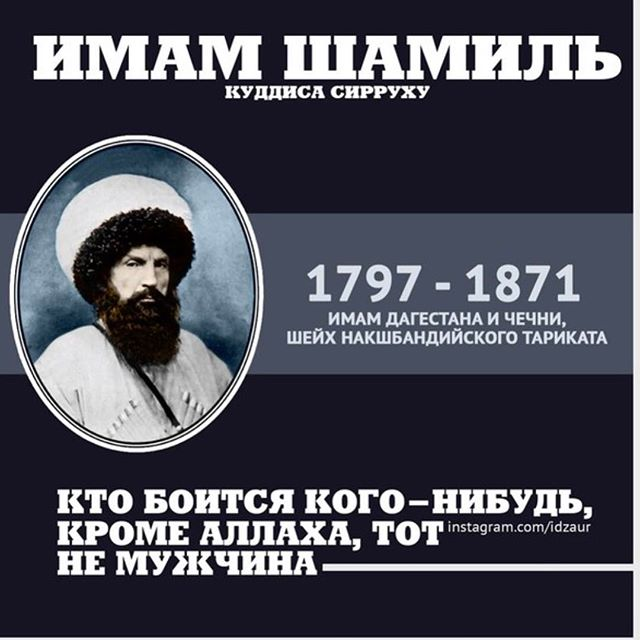 ИМАМ ШАМИЛЬ
КУДДИСА СИРРУХУ
1797 - 1871
ИМАМ ДАГЕСТАНА И ЧЕЧНИ,
ШЕЙХ НАКШБАНДИЙСКОГО ТАРИКАТА
КТО БОИТСЯ КОГО–НИБУДЬ,
КРОМЕ АЛЛАХА, ТОТ
instagram.com/idzaur
НЕ МУЖЧИНА